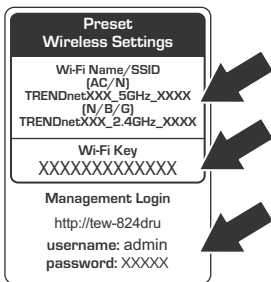 Preset
Wireless Settings
Wi-Fi Name/SSID
(AC/N)
TRENDnetXXX_5GHz_XXXX
(N/B/G)
TRENDnetXXX_2.4GHz_XXXX
Wi-Fi Key
XXXXXXXXXXXXX
Management Login
http://tew-824dru
username: admin
password: XXXXX